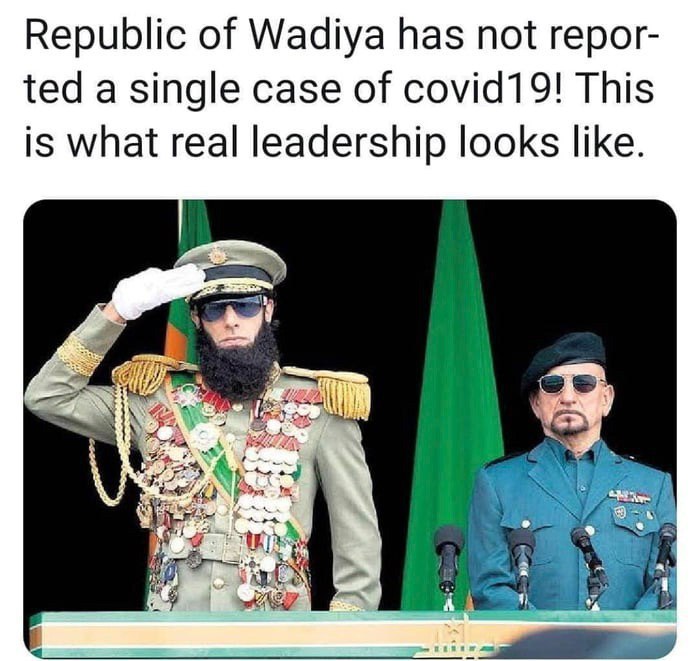 Republic of Wadiya has not repor-
ted a single case of covid19! This
is what real leadership looks like.